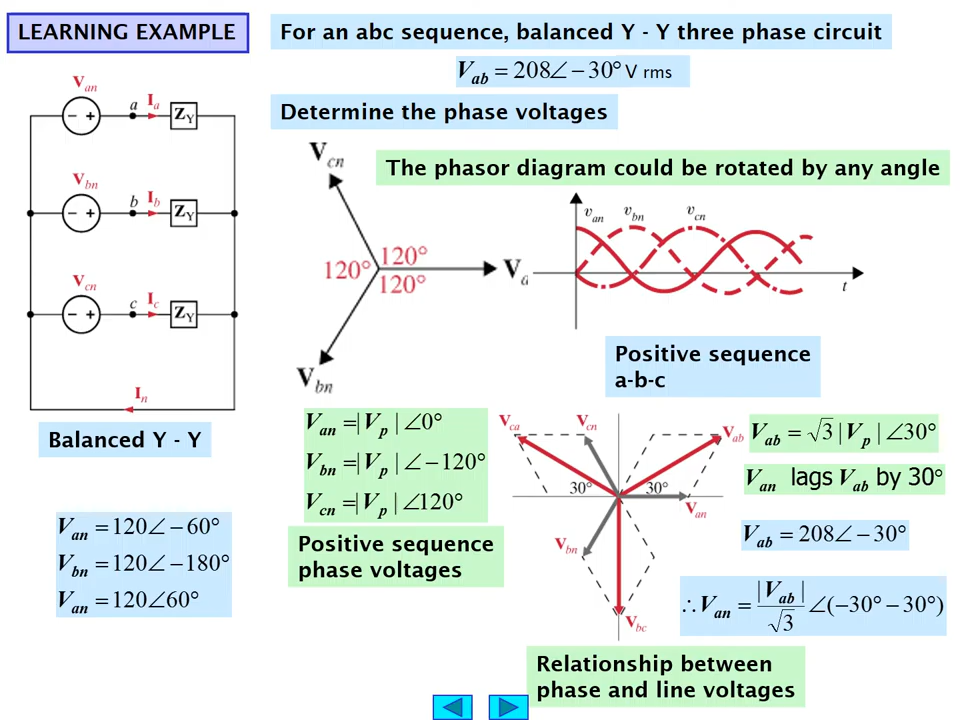 LEARNING EXAMPLE
For an abc sequence, balanced Y - Y three phase circuit
V_ab = 208∠ − 30° V rms
Determine the phase voltages
V_an
a I_a Z_Y
− +
V_bn
b I_b Z_Y
− +
V_cn
c I_c Z_Y
− +
I_n
Balanced Y - Y
V_cn
120° 120°
120°
V_a
V_bn
The phasor diagram could be rotated by any angle
v_an v_bn v_cn
t
Positive sequence
a-b-c
V_an =| V_p | ∠0°
V_bn =| V_p | ∠ − 120°
V_cn =| V_p | ∠120°
Positive sequence
phase voltages
V_ca V_cn V_ab
30° 30°
V_an
V_bn
V_bc
V_ab = √3 | V_p | ∠30°
V_an lags V_ab by 30°
V_ab = 208∠ − 30°
∴ V_an = | V_ab | / √3 ∠(−30° − 30°)
V_an = 120∠ − 60°
V_bn = 120∠ − 180°
V_an = 120∠60°
Relationship between
phase and line voltages